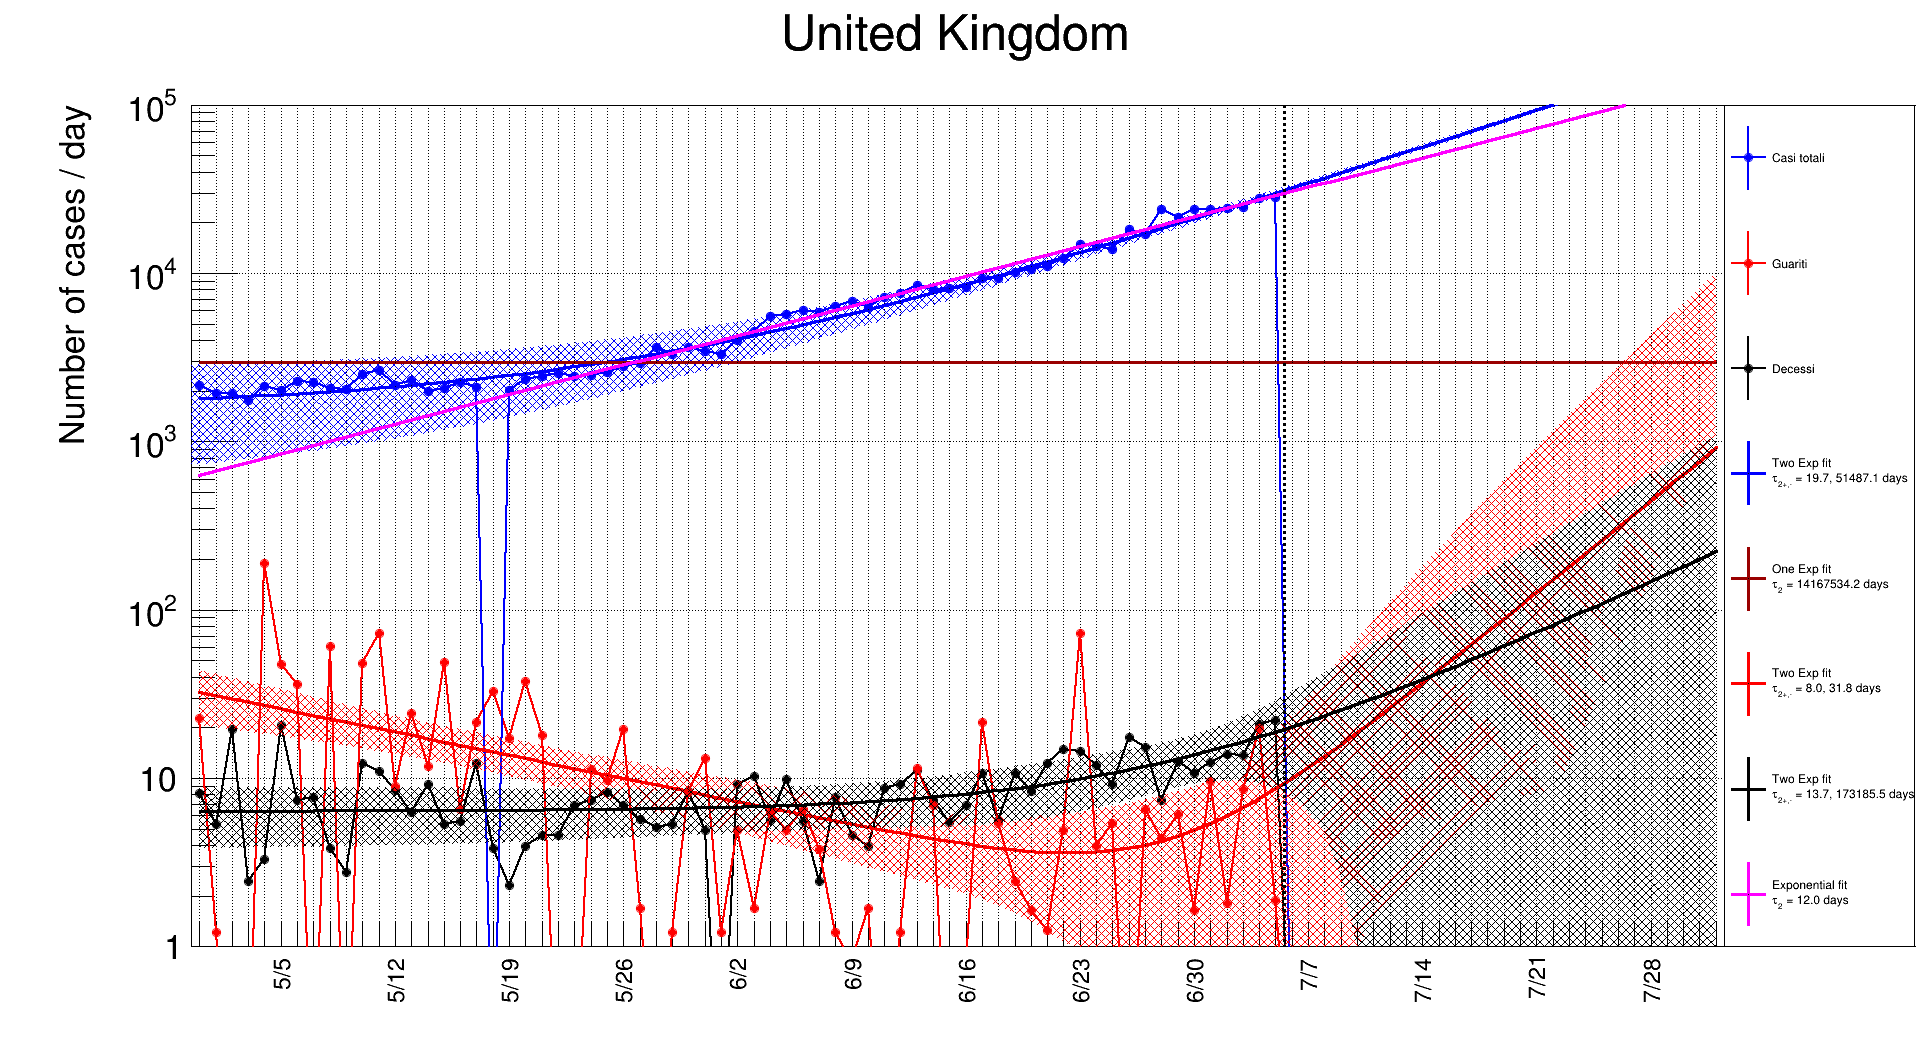 United Kingdom
Number of cases / day
10^5
10^4
10^3
10^2
10
1
5/5
5/12
5/19
5/26
6/2
6/9
6/16
6/23
6/30
7/7
7/14
7/21
7/28
Casi totali
Guariti
Decessi
Two Exp fit
τ2+,- = 19.7, 51487.1 days
One Exp fit
τ2 = 14167534.2 days
Two Exp fit
τ2+,- = 8.0, 31.8 days
Two Exp fit
τ2+,- = 13.7, 173185.5 days
Exponential fit
τ2 = 12.0 days